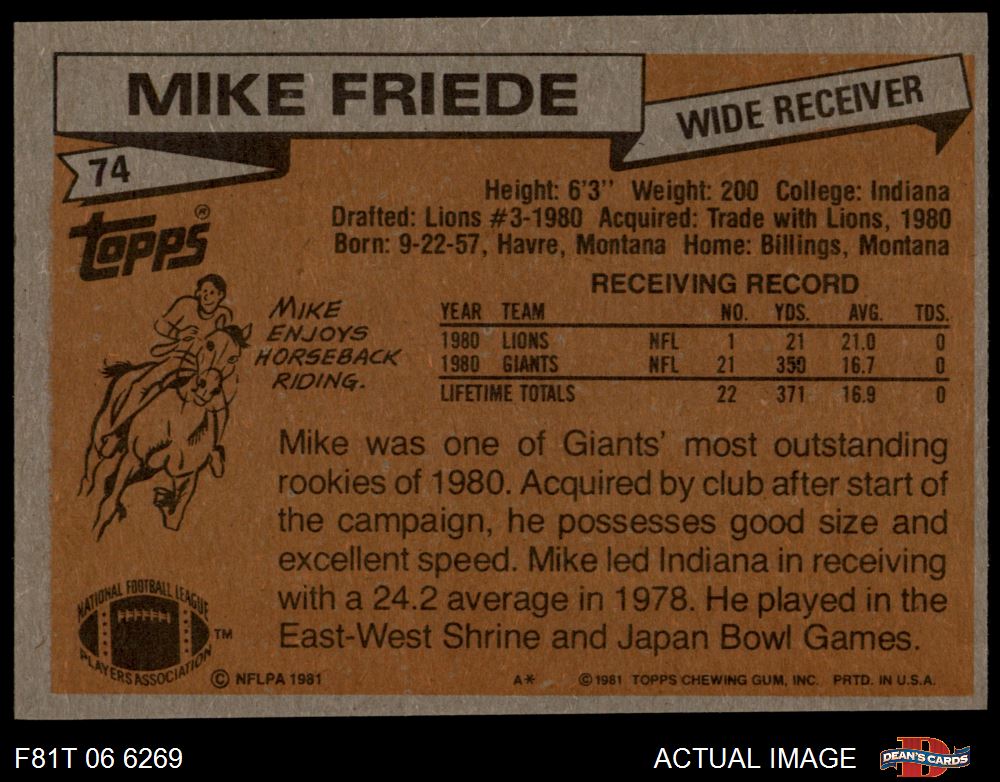 MIKE FRIEDE
WIDE RECEIVER
74
Topps®
Height: 6'3" Weight: 200 College: Indiana
Drafted: Lions #3-1980 Acquired: Trade with Lions, 1980
Born: 9-22-57, Havre, Montana Home: Billings, Montana
MIKE
ENJOYS
HORSEBACK
RIDING.
RECEIVING RECORD
YEAR TEAM NO. YDS. AVG. TDS.
1980 LIONS NFL 1 21 21.0 0
1980 GIANTS NFL 21 350 16.7 0
LIFETIME TOTALS 22 371 16.9 0
Mike was one of Giants' most outstanding
rookies of 1980. Acquired by club after start of
the campaign, he possesses good size and
excellent speed. Mike led Indiana in receiving
with a 24.2 average in 1978. He played in the
East-West Shrine and Japan Bowl Games.
NATIONAL FOOTBALL LEAGUE
PLAYERS ASSOCIATION
TM
© NFLPA 1981
A* © 1981 TOPPS CHEWING GUM, INC. PRTD. IN U.S.A.
F81T 06 6269
ACTUAL IMAGE
D
DEAN'S CARDS